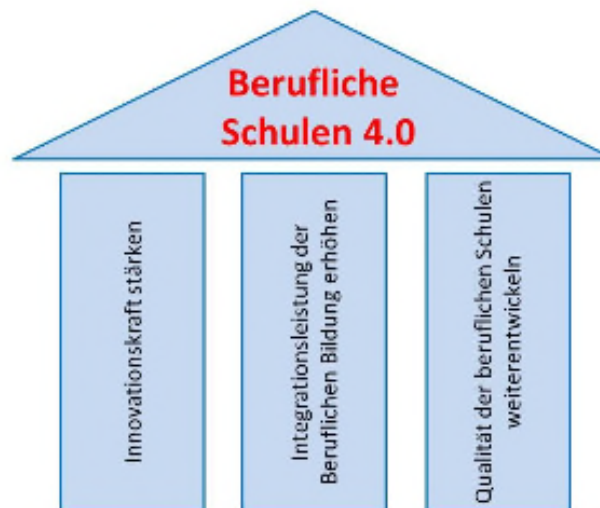 Berufliche
Schulen 4.0
Innovationskraft stärken
Integrationsleistung der
Beruflichen Bildung erhöhen
Qualität der beruflichen Schulen
weiterentwickeln